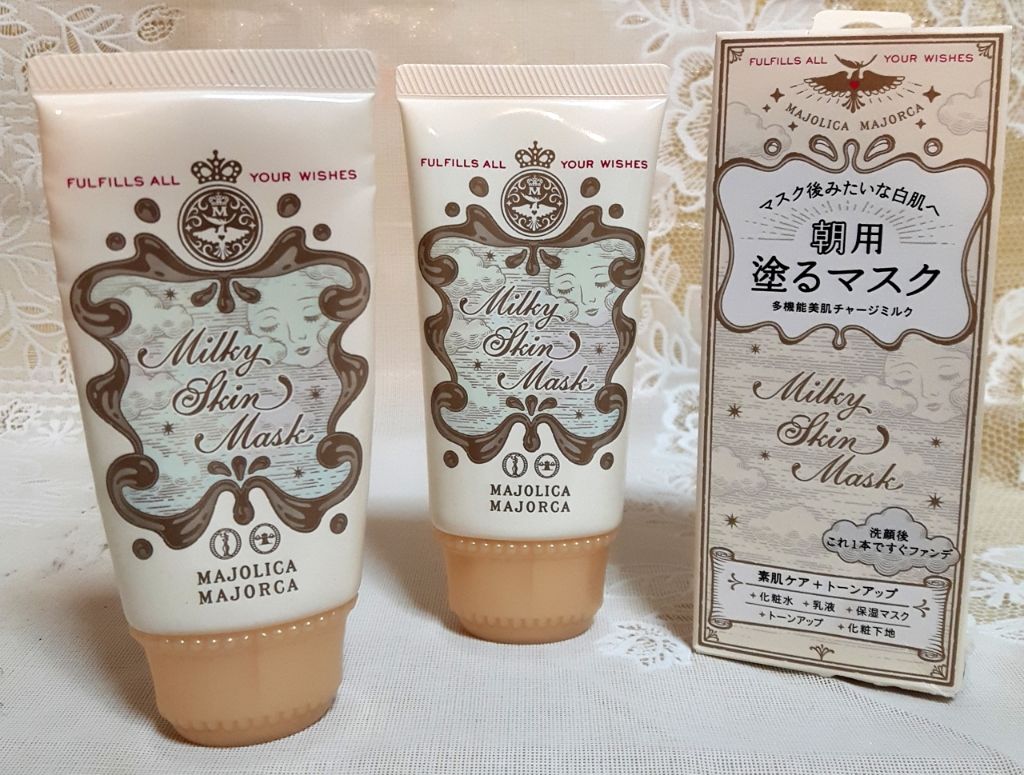 FULFILLS ALL YOUR WISHES
M
Milky
Skin
Mask
MAJOLICA
MAJORCA
FULFILLS ALL YOUR WISHES
M
Milky
Skin
Mask
MAJOLICA
MAJORCA
FULFILLS ALL YOUR WISHES
MAJOLICA MAJORCA
マスク後みたいな白肌へ
朝用
塗るマスク
多機能美肌チャージミルク
Milky
Skin
Mask
洗顔後
これ1本ですぐファンデ
素肌ケア+トーンアップ
+化粧水 +乳液 +保湿マスク
+トーンアップ +化粧下地